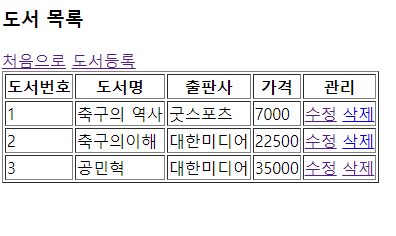 도서 목록
처음으로 도서등록
도서번호 도서명 출판사 가격 관리
1 축구의 역사 굿스포츠 7000 수정 삭제
2 축구의이해 대한미디어 22500 수정 삭제
3 공민혁 대한미디어 35000 수정 삭제